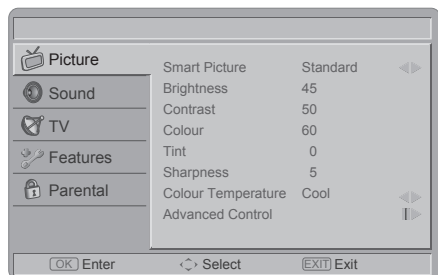 Picture
Sound
TV
Features
Parental
Smart Picture Standard
Brightness 45
Contrast 50
Colour 60
Tint 0
Sharpness 5
Colour Temperature Cool
Advanced Control
OK Enter Select EXIT Exit